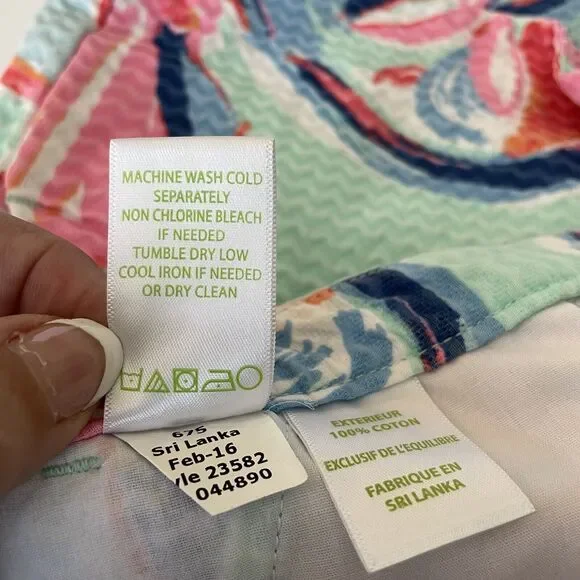 MACHINE WASH COLD
SEPARATELY
NON CHLORINE BLEACH
IF NEEDED
TUMBLE DRY LOW
COOL IRON IF NEEDED
OR DRY CLEAN
675
Sri Lanka
Feb-16
yle 23582
044890
EXTERIEUR
100% COTON
EXCLUSIF DE L'EQUILIBRE
FABRIQUE EN
SRI LANKA